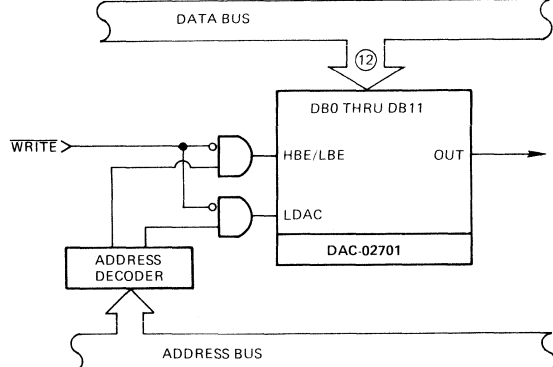 DATA BUS
12
DB0 THRU DB11
WRITE
HBE/LBE
OUT
LDAC
DAC-02701
ADDRESS
DECODER
ADDRESS BUS